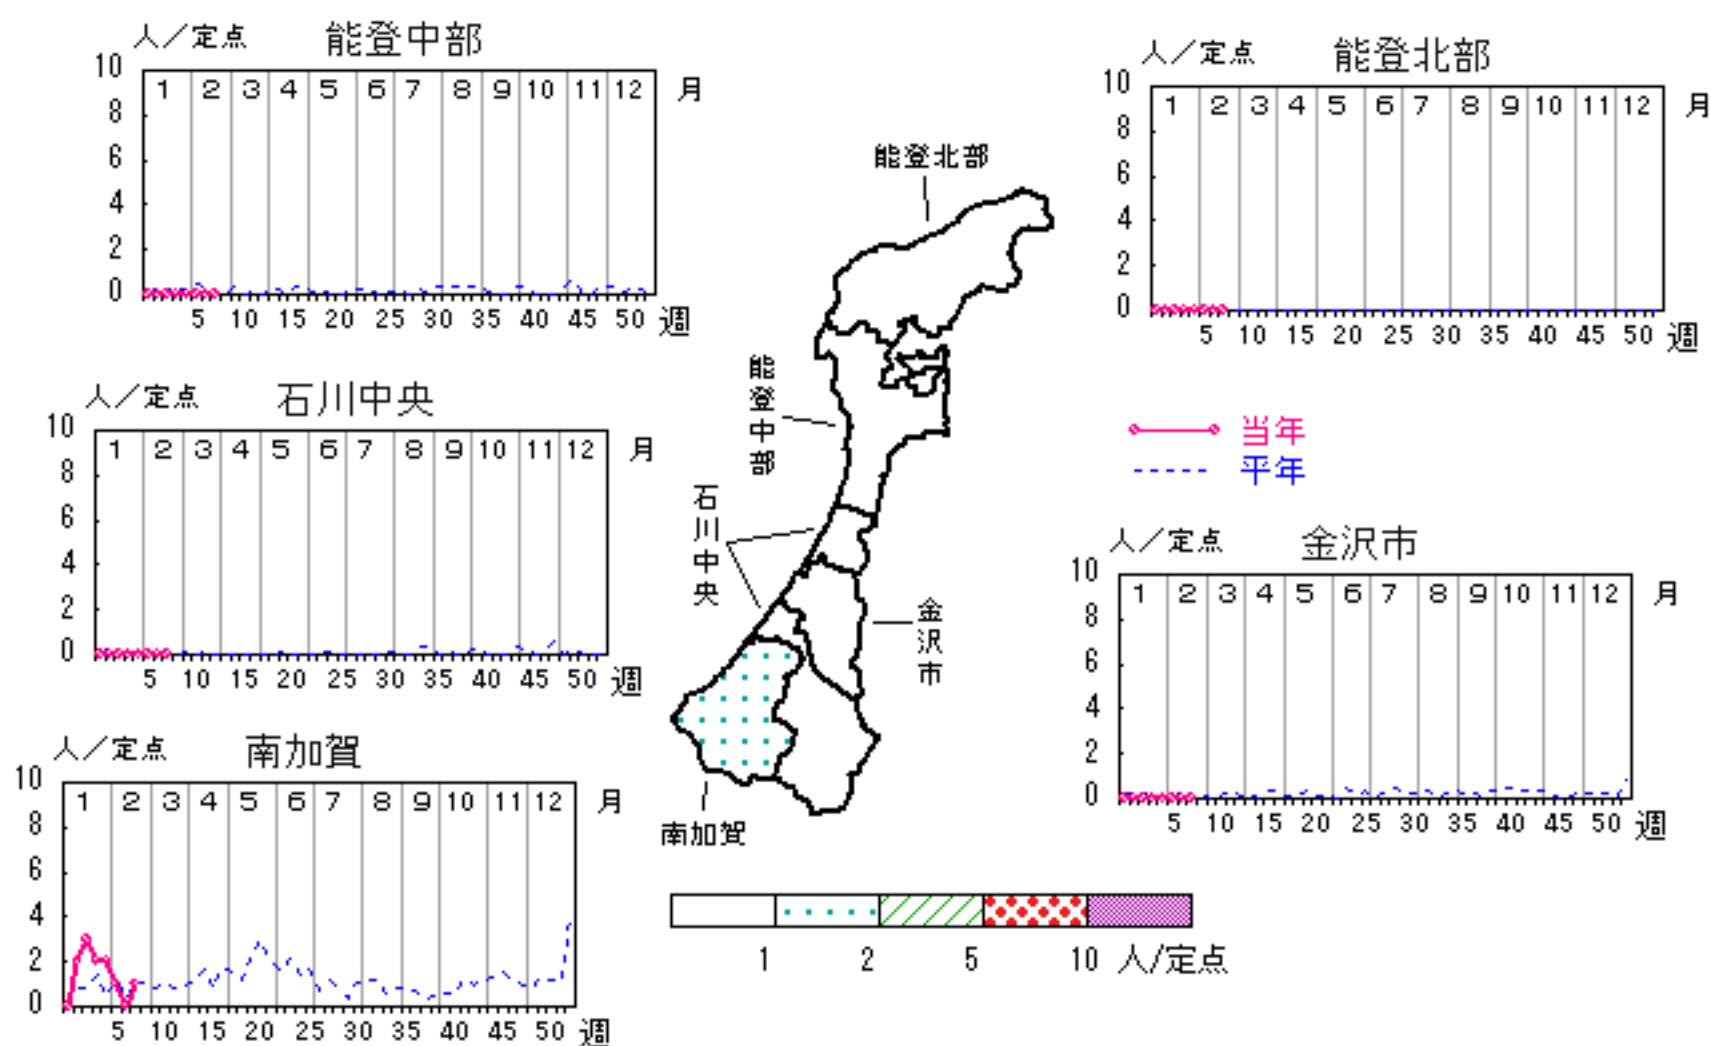 人／定点 能登中部
10 8 6 4 2 0
1 2 3 4 5 6 7 8 9 10 11 12 月
5 10 15 20 25 30 35 40 45 50 週
人／定点 能登北部
10 8 6 4 2 0
1 2 3 4 5 6 7 8 9 10 11 12 月
5 10 15 20 25 30 35 40 45 50 週
人／定点 石川中央
10 8 6 4 2 0
1 2 3 4 5 6 7 8 9 10 11 12 月
5 10 15 20 25 30 35 40 45 50 週
能登北部
能登中部
石川中央
金沢市
南加賀
当年
平年
人／定点 金沢市
10 8 6 4 2 0
1 2 3 4 5 6 7 8 9 10 11 12 月
5 10 15 20 25 30 35 40 45 50 週
人／定点 南加賀
10 8 6 4 2 0
1 2 3 4 5 6 7 8 9 10 11 12 月
5 10 15 20 25 30 35 40 45 50 週
1 2 5 10 人/定点